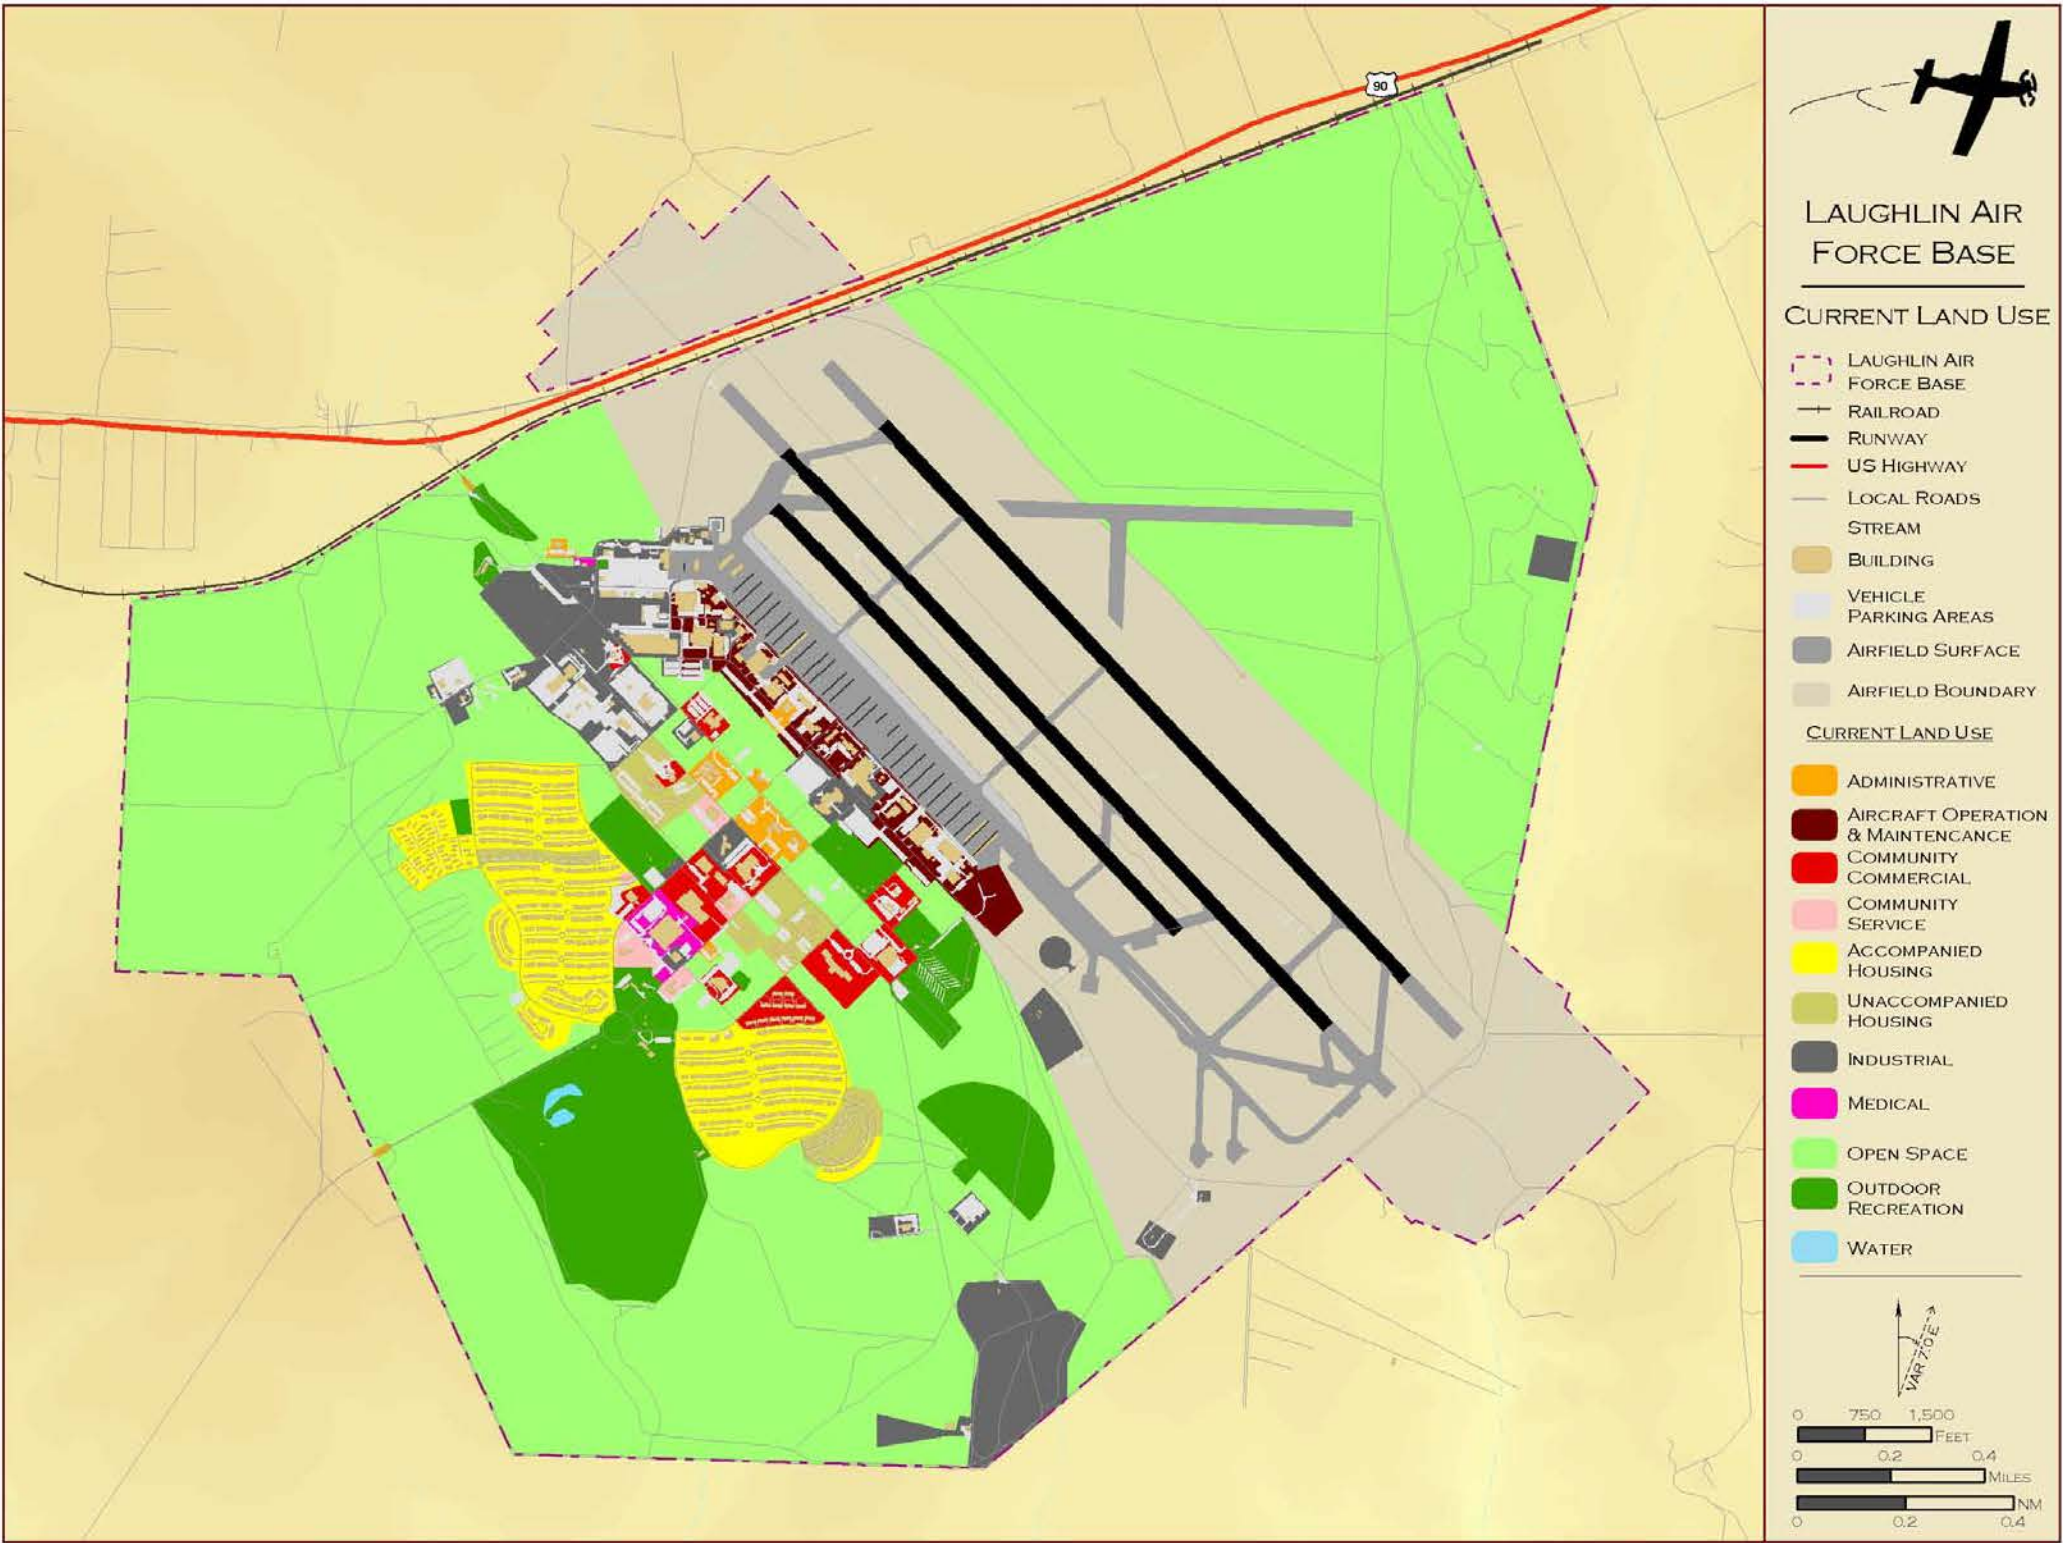 90
LAUGHLIN AIR
FORCE BASE
CURRENT LAND USE
LAUGHLIN AIR
FORCE BASE
RAILROAD
RUNWAY
US HIGHWAY
LOCAL ROADS
STREAM
BUILDING
VEHICLE
PARKING AREAS
AIRFIELD SURFACE
AIRFIELD BOUNDARY
CURRENT LAND USE
ADMINISTRATIVE
AIRCRAFT OPERATION
& MAINTENCANCE
COMMUNITY
COMMERCIAL
COMMUNITY
SERVICE
ACCOMPANIED
HOUSING
UNACCOMPANIED
HOUSING
INDUSTRIAL
MEDICAL
OPEN SPACE
OUTDOOR
RECREATION
WATER
VAR 7.0 E
0 750 1,500
FEET
0 0.2 0.4
MILES
NM
0 0.2 0.4